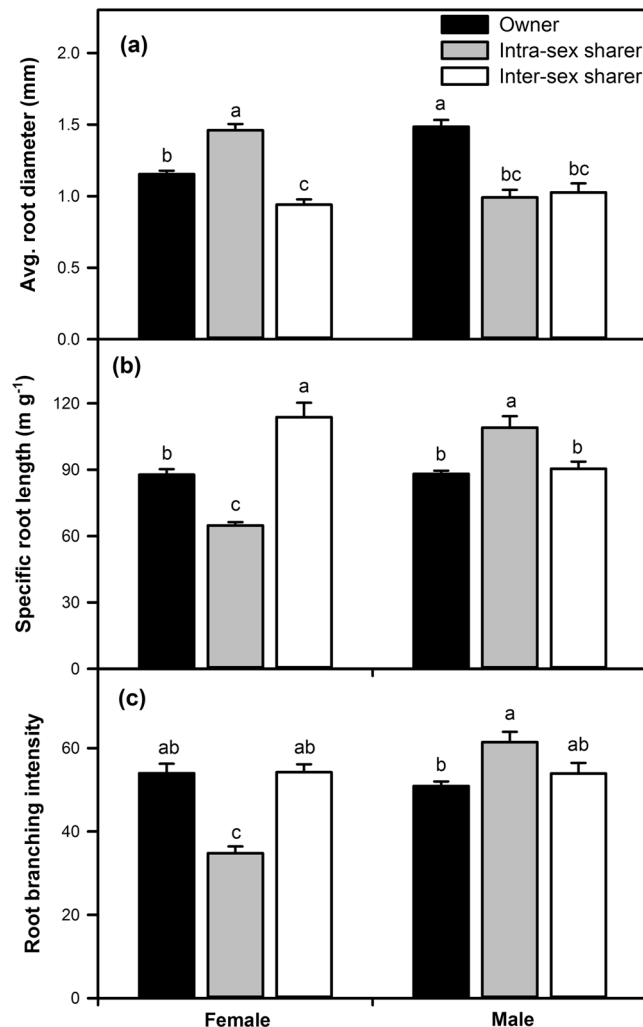 (a)
Owner
Intra-sex sharer
Inter-sex sharer
Avg. root diameter (mm)
2.0
1.5
1.0
0.5
0.0
b
a
c
a
bc
bc
(b)
Specific root length (m g⁻¹)
120
90
60
30
0
b
c
a
b
a
b
(c)
Root branching intensity
60
40
20
0
ab
c
ab
b
a
ab
Female
Male